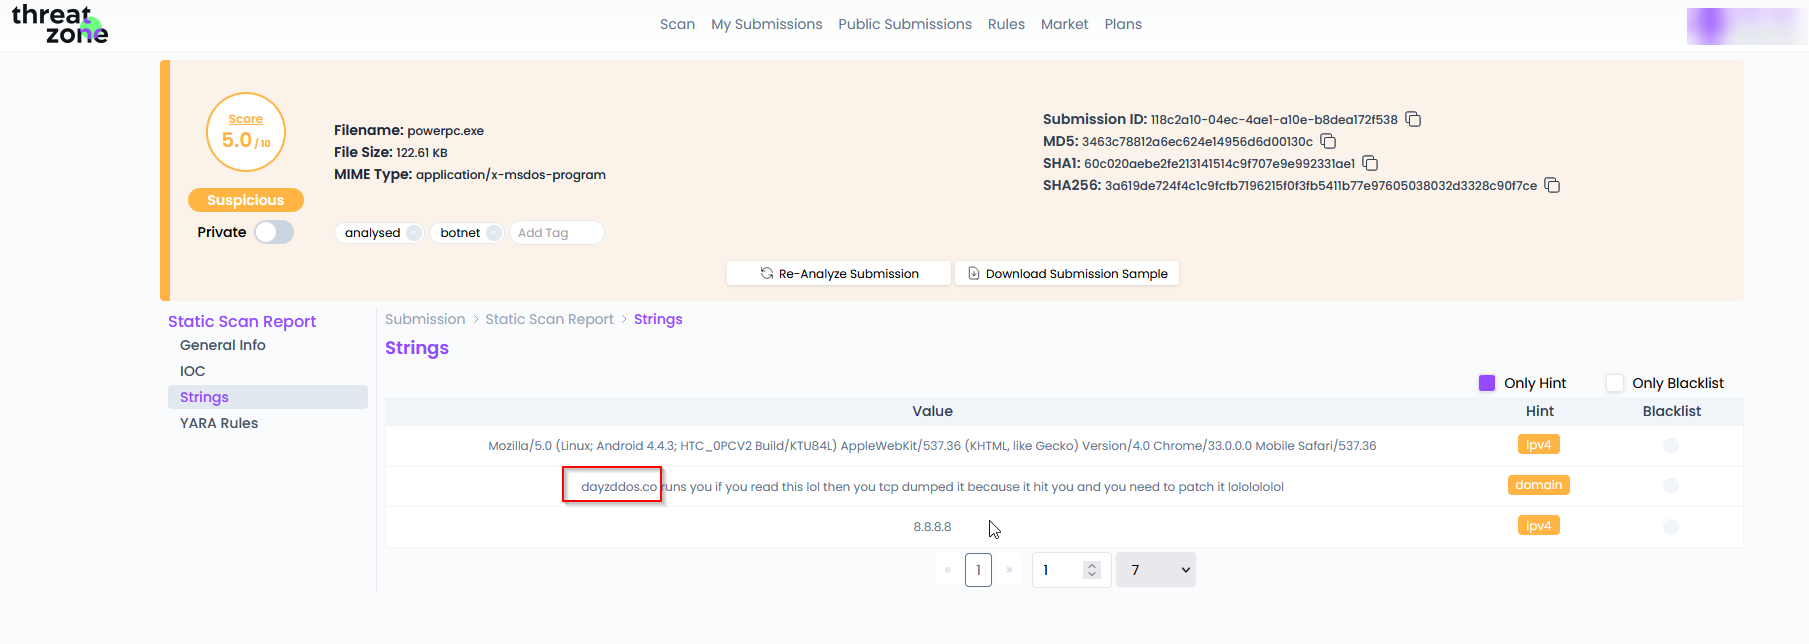 threat
zone
Scan My Submissions Public Submissions Rules Market Plans
Score
5.0 / 10
Suspicious
Private
Filename: powerpc.exe
File Size: 122.61 KB
MIME Type: application/x-msdos-program
analysed botnet Add Tag
Submission ID: 118c2a10-04ec-4ae1-a10e-b8dea172f538
MD5: 3463c78812a6ec624e14956d6d00130c
SHA1: 60c020aebe2fe213141514c9f707e9e992331ae1
SHA256: 3a619de724f4c1c9fcfb7196215f0f3fb5411b77e97605038032d3328c90f7ce
Re-Analyze Submission Download Submission Sample
Static Scan Report
General Info
IOC
Strings
YARA Rules
Submission > Static Scan Report > Strings
Strings
Only Hint Only Blacklist
Value Hint Blacklist
Mozilla/5.0 (Linux; Android 4.4.3; HTC_0PCV2 Build/KTU84L) AppleWebKit/537.36 (KHTML, like Gecko) Version/4.0 Chrome/33.0.0.0 Mobile Safari/537.36 ipv4
dayzddos.co runs you if you read this lol then you tcp dumped it because it hit you and you need to patch it lolololololol domain
8.8.8.8 ipv4
« 1 » 1 7